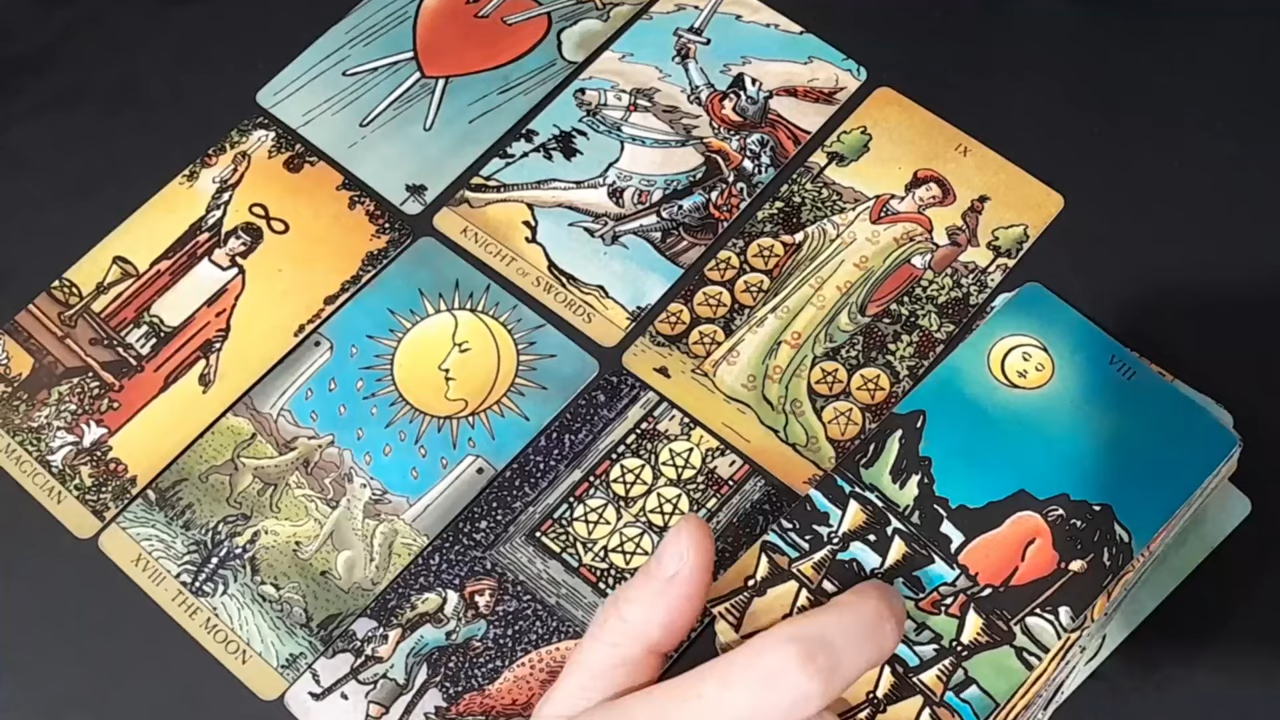 KNIGHT OF SWORDS
IX
VIII
MAGICIAN
XVIII. THE MOON